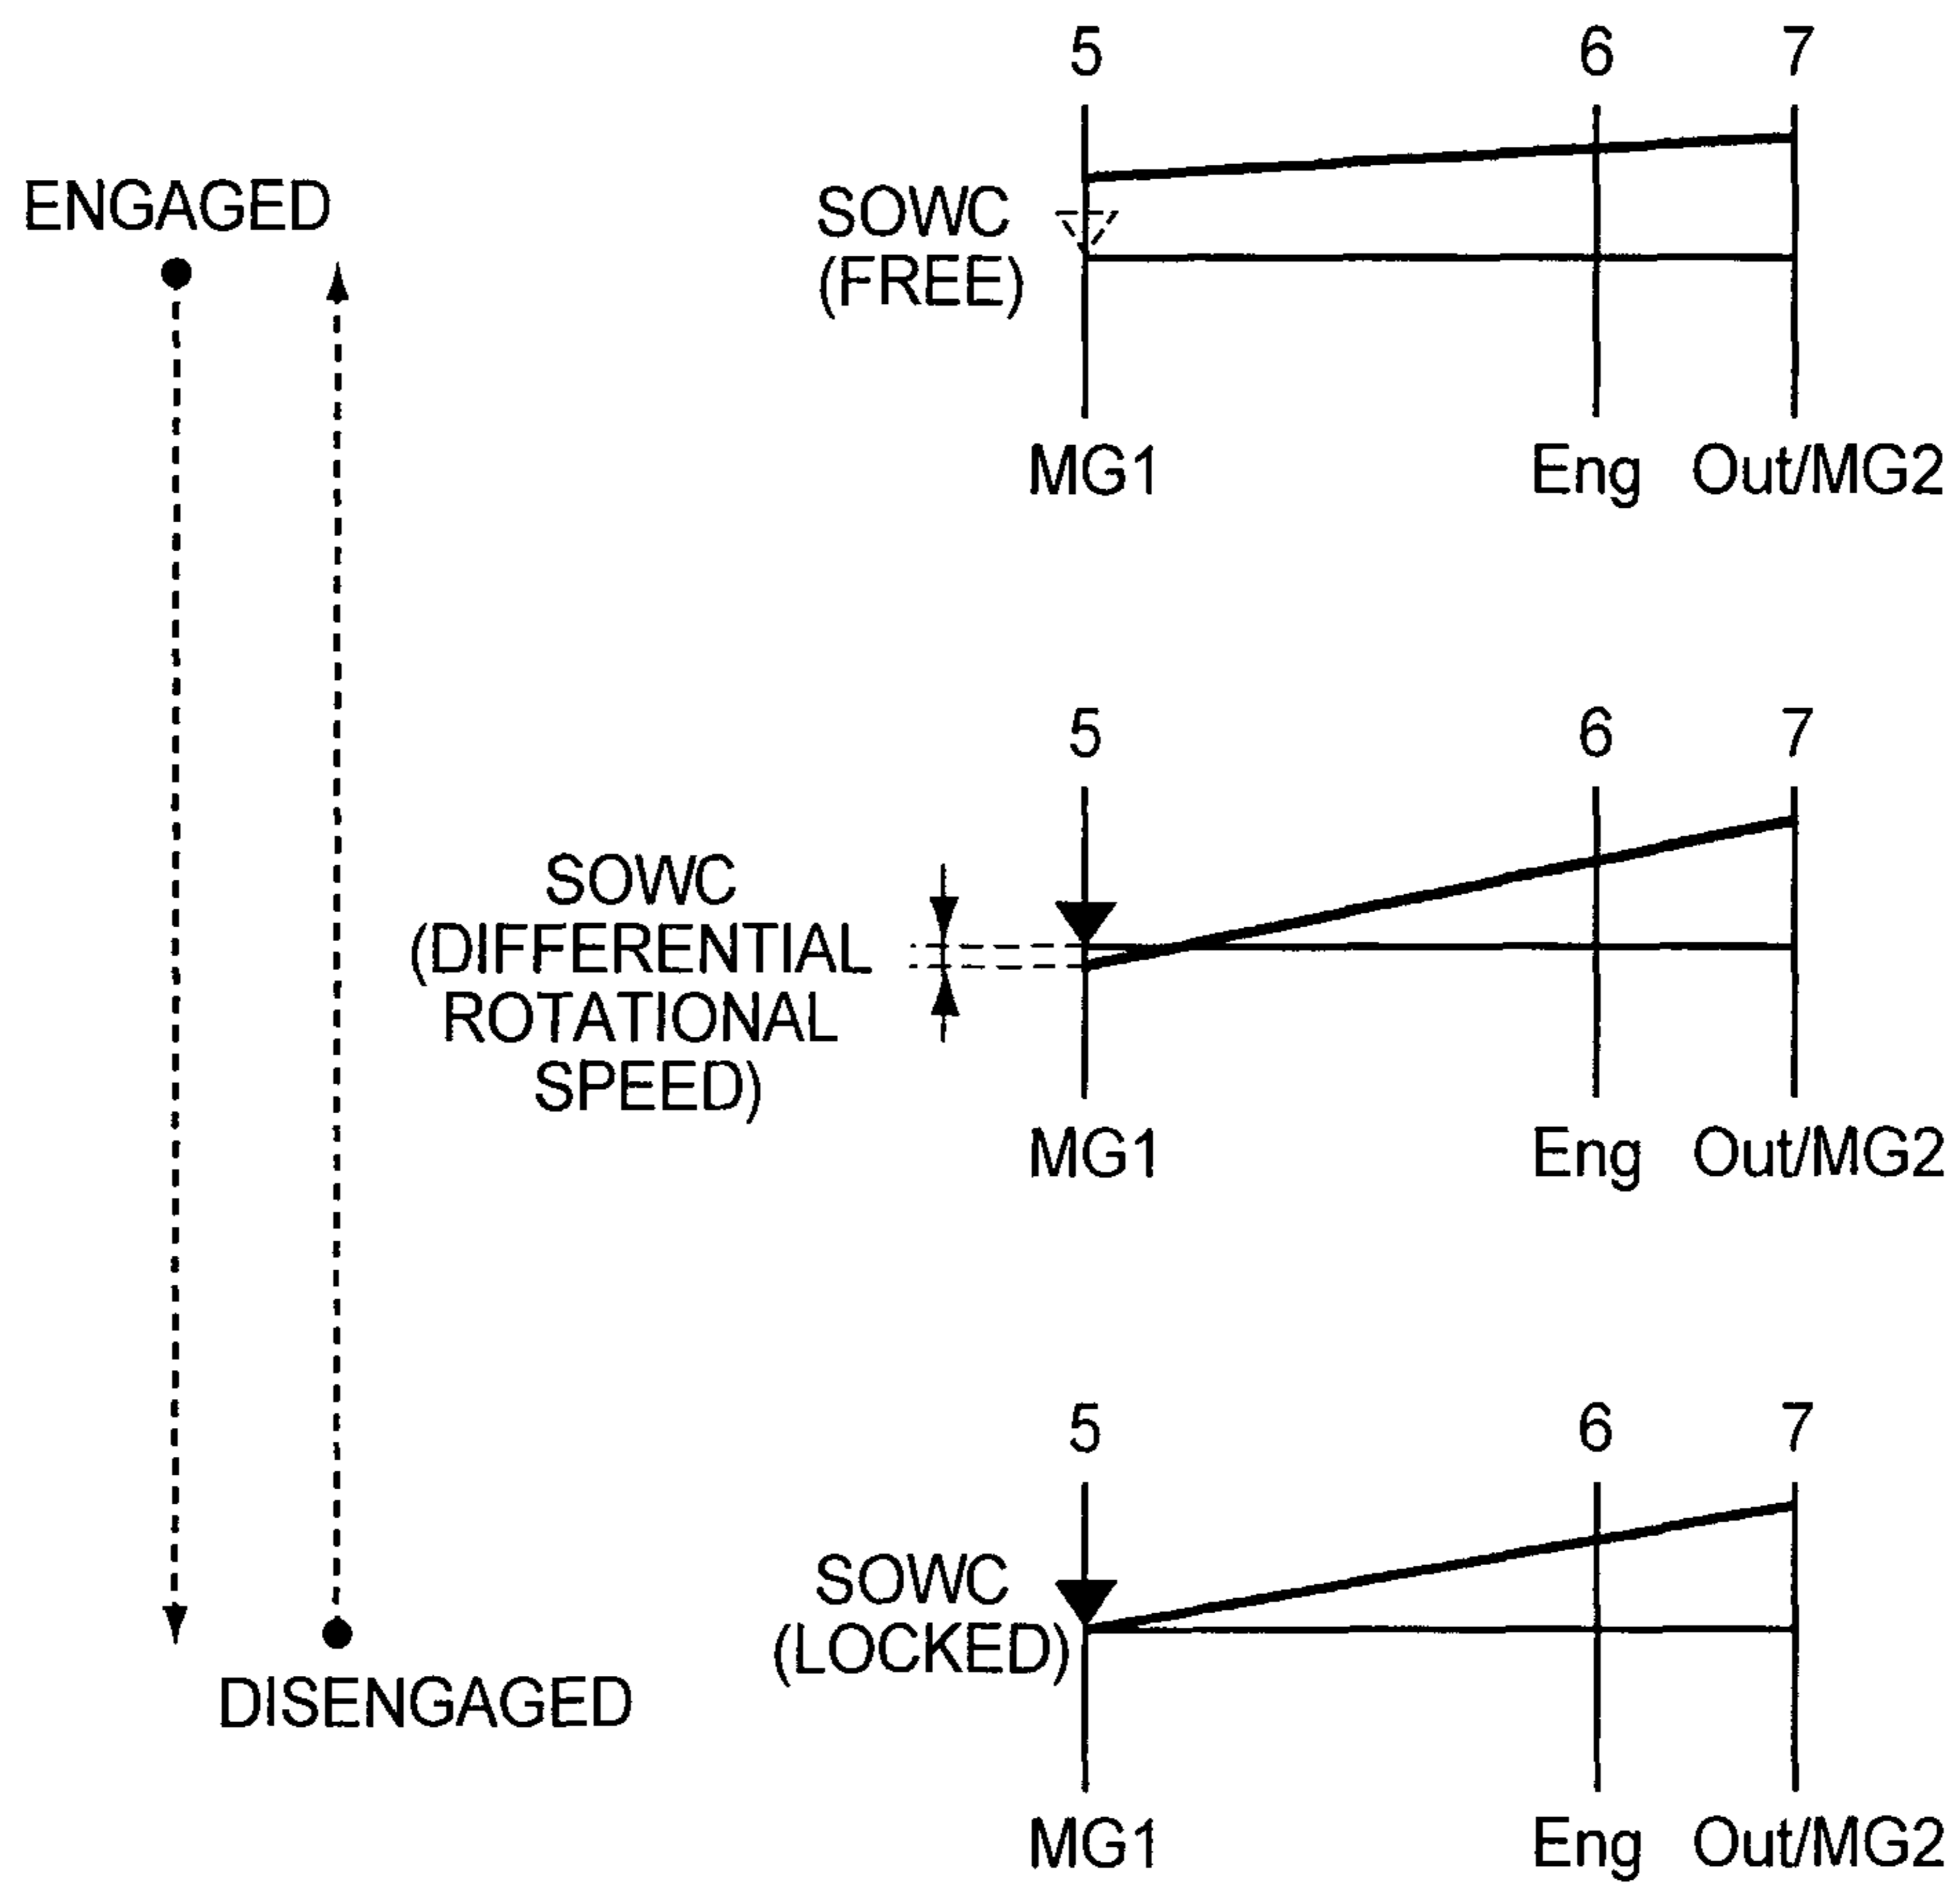 5 6 7
ENGAGED
SOWC
(FREE)
MG1 Eng Out/MG2
5 6 7
SOWC
(DIFFERENTIAL
ROTATIONAL
SPEED)
MG1 Eng Out/MG2
5 6 7
SOWC
(LOCKED)
DISENGAGED
MG1 Eng Out/MG2